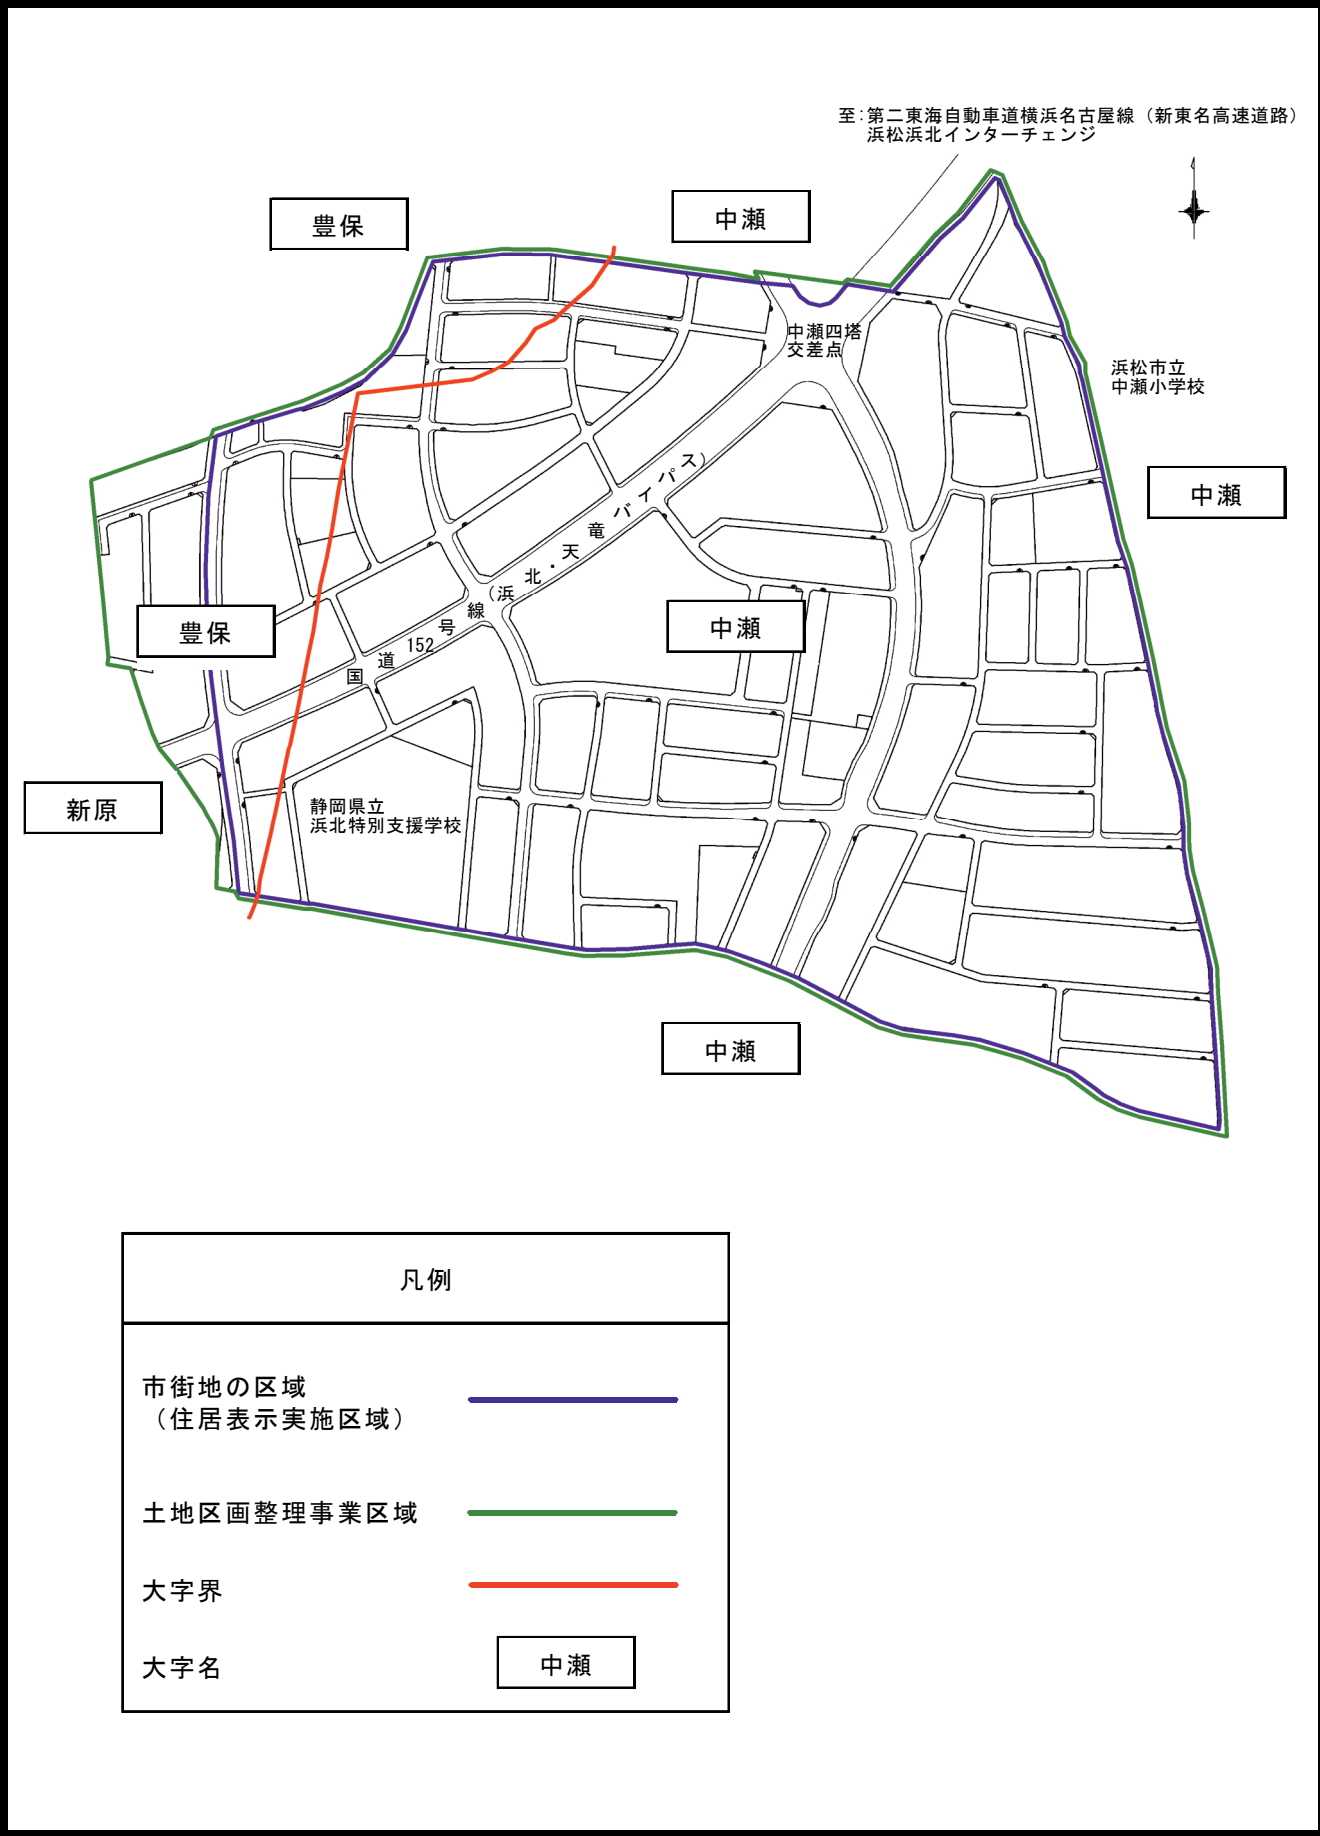 至:第二東海自動車道横浜名古屋線（新東名高速道路）
浜松浜北インターチェンジ
豊保
中瀬
中瀬四塔
交差点
浜松市立
中瀬小学校
中瀬
国道152号線(浜北・天竜バイパス)
豊保
中瀬
新原
静岡県立
浜北特別支援学校
中瀬
凡例
市街地の区域
（住居表示実施区域）
土地区画整理事業区域
大字界
大字名
中瀬